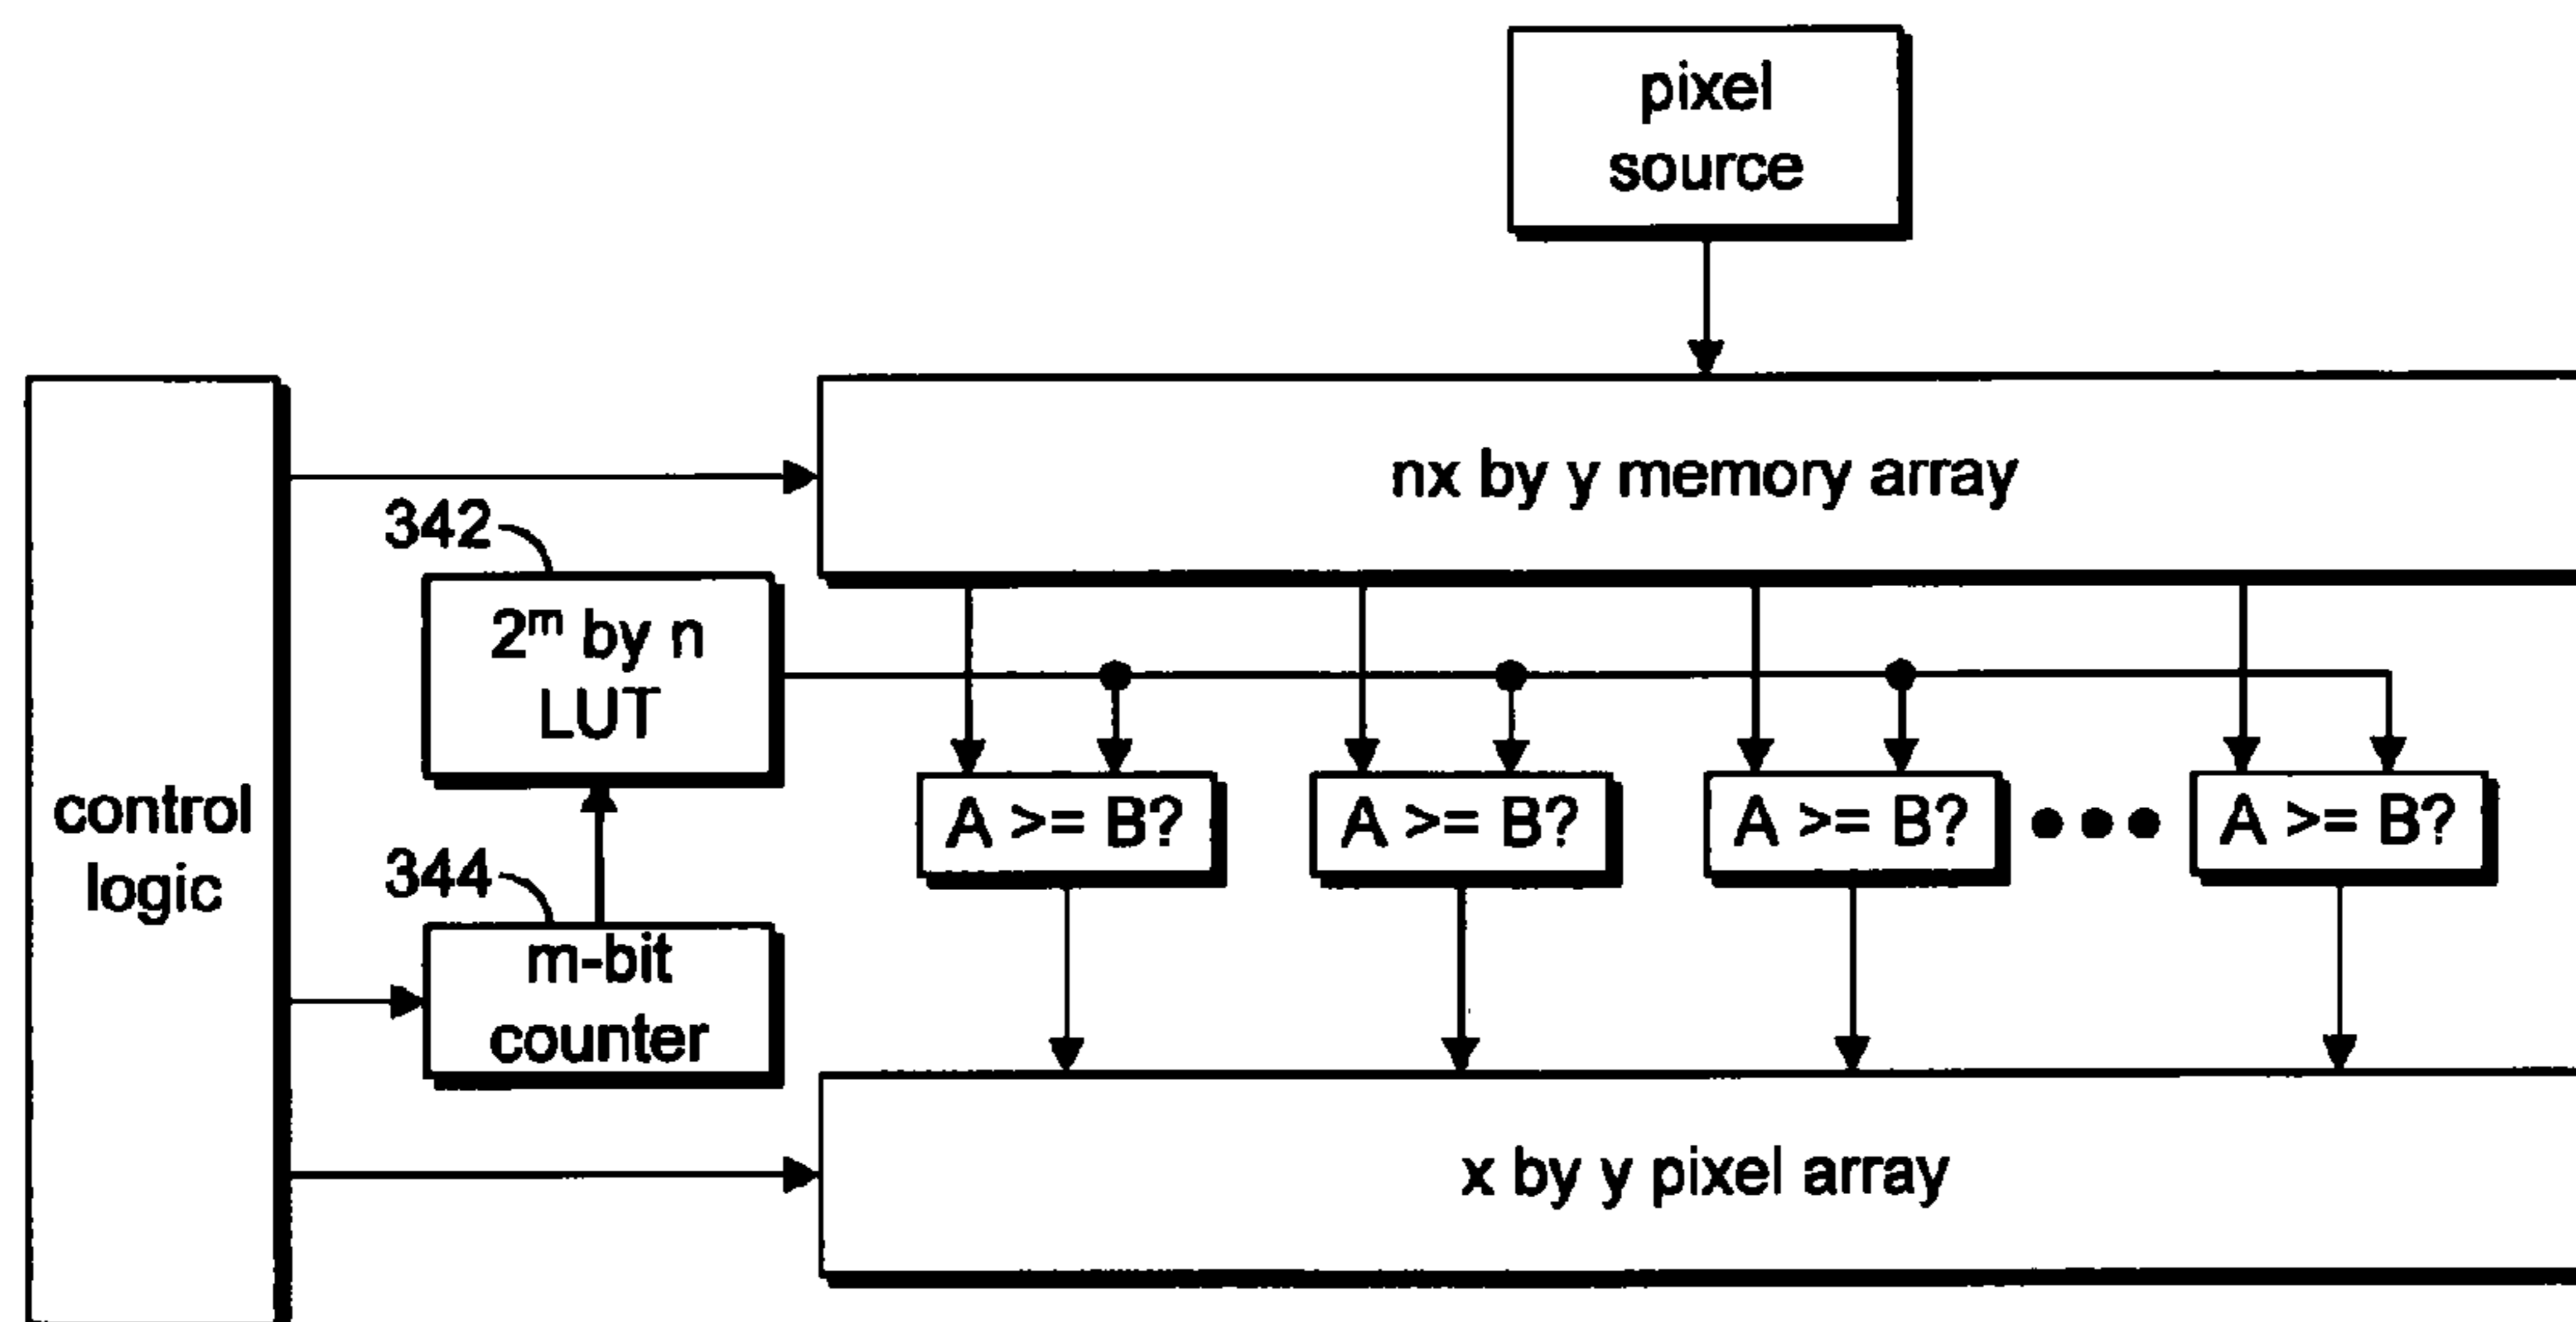 pixel
source
nx by y memory array
342
2ᵐ by n
LUT
A >= B? A >= B? A >= B? A >= B?
control
logic
344
m-bit
counter
x by y pixel array